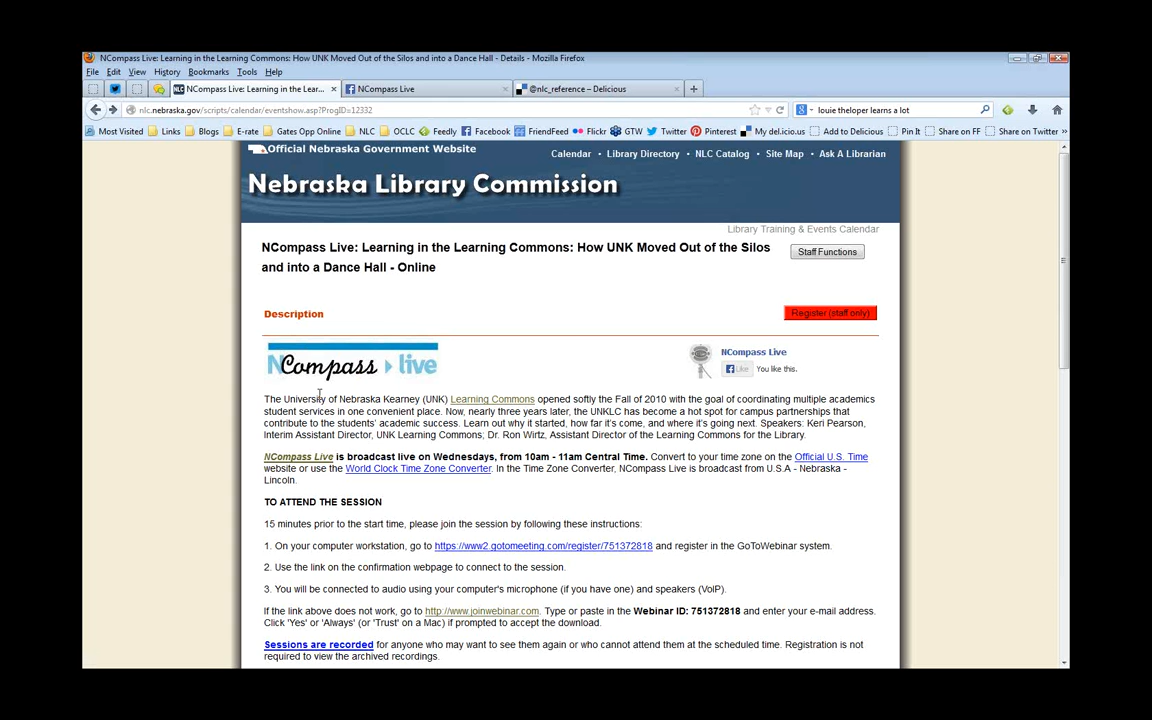 NCompass Live: Learning in the Learning Commons: How UNK Moved Out of the Silos and into a Dance Hall - Details - Mozilla Firefox
File Edit View History Bookmarks Tools Help
NLC NCompass Live: Learning in the Lear... × NCompass Live × @nlc_reference – Delicious × +
nlc.nebraska.gov/scripts/calendar/eventshow.asp?ProgID=12332 louie theloper learns a lot
Most Visited Links Blogs E-rate Gates Opp Online NLC OCLC Feedly Facebook FriendFeed Flickr GTW Twitter Pinterest My del.icio.us Add to Delicious Pin It Share on FF Share on Twitter »
Official Nebraska Government Website
Calendar • Library Directory • NLC Catalog • Site Map • Ask A Librarian
Nebraska Library Commission
Library Training & Events Calendar
NCompass Live: Learning in the Learning Commons: How UNK Moved Out of the Silos
and into a Dance Hall - Online
Staff Functions
Description
Register (staff only)
NCompass live
NCompass Live
Like You like this.
The University of Nebraska Kearney (UNK) Learning Commons opened softly the Fall of 2010 with the goal of coordinating multiple academics
student services in one convenient place. Now, nearly three years later, the UNKLC has become a hot spot for campus partnerships that
contribute to the students' academic success. Learn out why it started, how far it's come, and where it's going next. Speakers: Keri Pearson,
Interim Assistant Director, UNK Learning Commons; Dr. Ron Wirtz, Assistant Director of the Learning Commons for the Library.
NCompass Live is broadcast live on Wednesdays, from 10am - 11am Central Time. Convert to your time zone on the Official U.S. Time
website or use the World Clock Time Zone Converter. In the Time Zone Converter, NCompass Live is broadcast from U.S.A - Nebraska -
Lincoln.
TO ATTEND THE SESSION
15 minutes prior to the start time, please join the session by following these instructions:
1. On your computer workstation, go to https://www2.gotomeeting.com/register/751372818 and register in the GoToWebinar system.
2. Use the link on the confirmation webpage to connect to the session.
3. You will be connected to audio using your computer's microphone (if you have one) and speakers (VoIP).
If the link above does not work, go to http://www.joinwebinar.com. Type or paste in the Webinar ID: 751372818 and enter your e-mail address.
Click 'Yes' or 'Always' (or 'Trust' on a Mac) if prompted to accept the download.
Sessions are recorded for anyone who may want to see them again or who cannot attend them at the scheduled time. Registration is not
required to view the archived recordings.